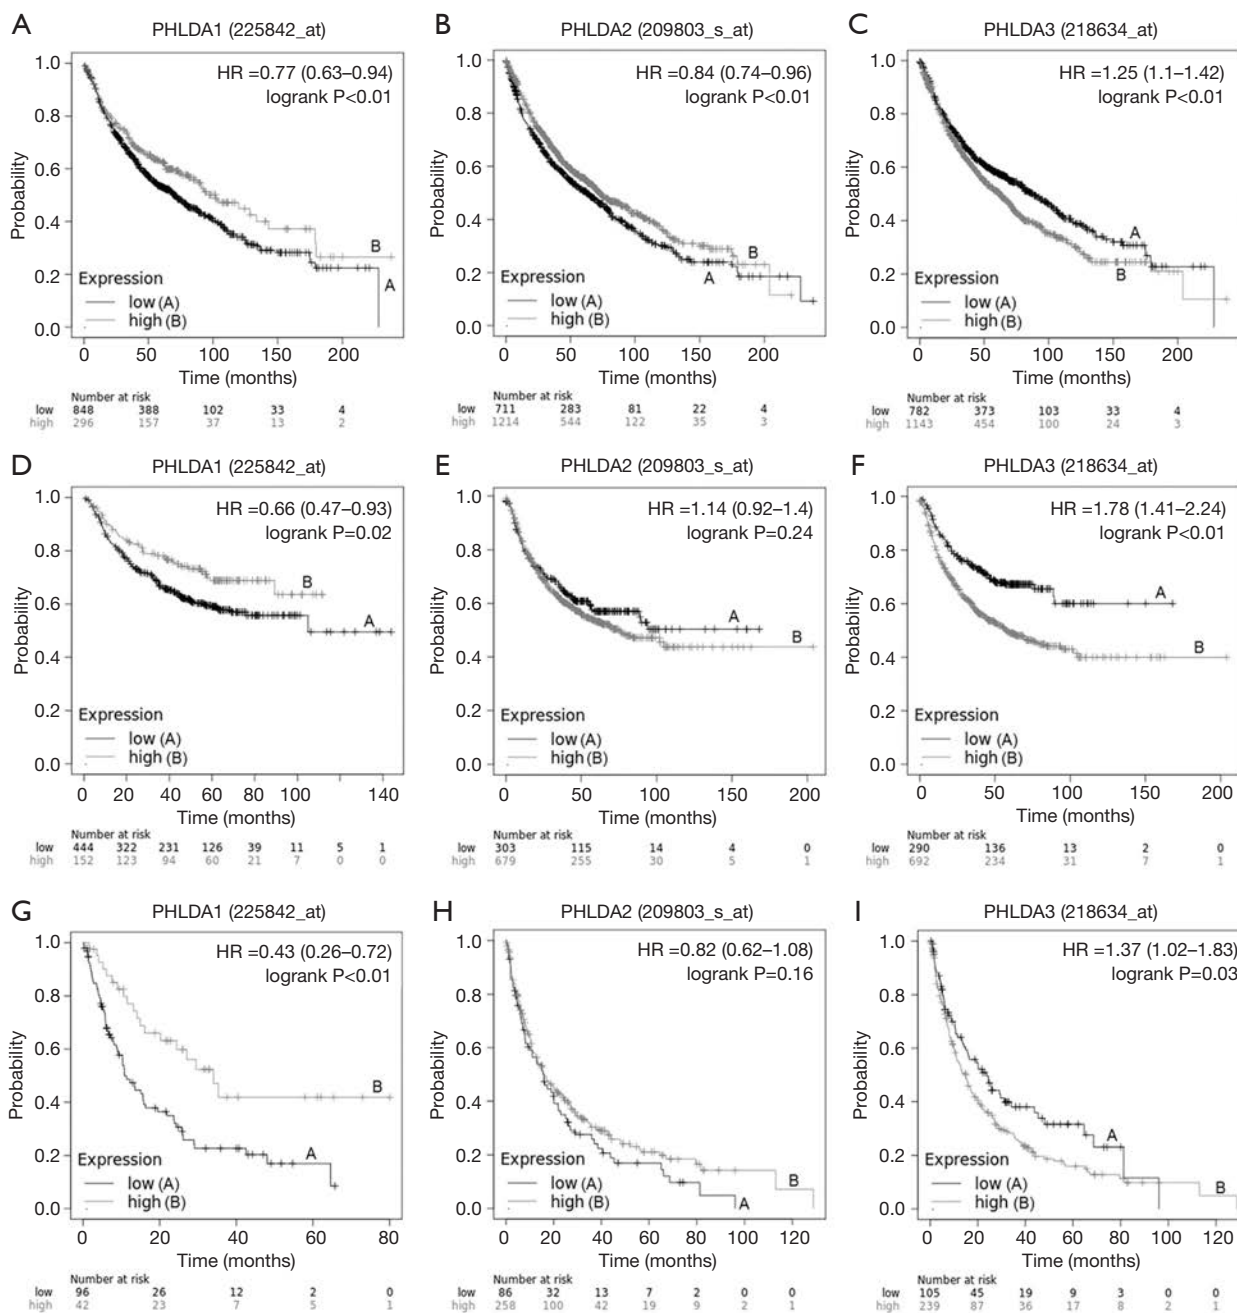 A
PHLDA1 (225842_at)
HR =0.77 (0.63–0.94)
logrank P<0.01
Probability
1.0
0.8
0.6
0.4
0.2
0.0
B
A
Expression
low (A)
high (B)
0 50 100 150 200
Time (months)
Number at risk
low 848 388 102 33 4
high 296 157 37 13 2
B
PHLDA2 (209803_s_at)
HR =0.84 (0.74–0.96)
logrank P<0.01
Probability
1.0
0.8
0.6
0.4
0.2
0.0
B
A
Expression
low (A)
high (B)
0 50 100 150 200
Time (months)
Number at risk
low 711 283 81 22 4
high 1214 544 122 35 3
C
PHLDA3 (218634_at)
HR =1.25 (1.1–1.42)
logrank P<0.01
Probability
1.0
0.8
0.6
0.4
0.2
0.0
A
B
Expression
low (A)
high (B)
0 50 100 150 200
Time (months)
Number at risk
low 782 373 103 33 4
high 1143 454 100 24 3
D
PHLDA1 (225842_at)
HR =0.66 (0.47–0.93)
logrank P=0.02
Probability
1.0
0.8
0.6
0.4
0.2
0.0
B
A
Expression
low (A)
high (B)
0 20 40 60 80 100 140
Time (months)
Number at risk
low 444 322 231 126 39 11 5 1
high 152 123 94 60 21 7 0 0
E
PHLDA2 (209803_s_at)
HR =1.14 (0.92–1.4)
logrank P=0.24
Probability
1.0
0.8
0.6
0.4
0.2
0.0
A
B
Expression
low (A)
high (B)
0 50 100 150 200
Time (months)
Number at risk
low 303 115 14 4 0
high 679 255 30 5 1
F
PHLDA3 (218634_at)
HR =1.78 (1.41–2.24)
logrank P<0.01
Probability
1.0
0.8
0.6
0.4
0.2
0.0
A
B
Expression
low (A)
high (B)
0 50 100 150 200
Time (months)
Number at risk
low 290 136 13 2 0
high 692 234 31 7 1
G
PHLDA1 (225842_at)
HR =0.43 (0.26–0.72)
logrank P<0.01
Probability
1.0
0.8
0.6
0.4
0.2
0.0
B
A
Expression
low (A)
high (B)
0 20 40 60 80
Time (months)
Number at risk
low 96 26 12 2 0
high 42 23 7 5 1
H
PHLDA2 (209803_s_at)
HR =0.82 (0.62–1.08)
logrank P=0.16
Probability
1.0
0.8
0.6
0.4
0.2
0.0
B
A
Expression
low (A)
high (B)
0 20 40 60 80 100 120
Time (months)
Number at risk
low 86 32 13 7 2 0 0
high 258 100 42 19 9 2 1
I
PHLDA3 (218634_at)
HR =1.37 (1.02–1.83)
logrank P=0.03
Probability
1.0
0.8
0.6
0.4
0.2
0.0
A
B
Expression
low (A)
high (B)
0 20 40 60 80 100 120
Time (months)
Number at risk
low 105 45 19 9 3 0 0
high 239 87 36 17 8 2 1